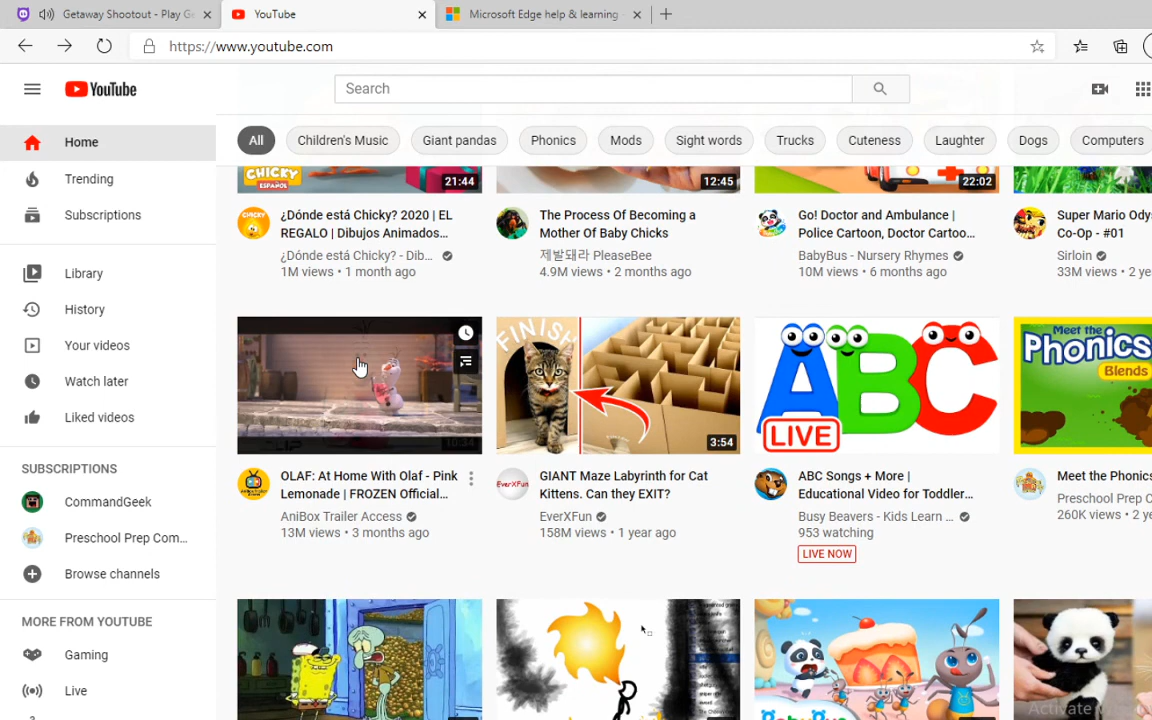 Getaway Shootout - Play G
YouTube
Microsoft Edge help & learning
https://www.youtube.com
YouTube
Search
Home
Trending
Subscriptions
Library
History
Your videos
Watch later
Liked videos
SUBSCRIPTIONS
CommandGeek
Preschool Prep Com...
Browse channels
MORE FROM YOUTUBE
Gaming
Live
All
Children's Music
Giant pandas
Phonics
Mods
Sight words
Trucks
Cuteness
Laughter
Dogs
Computers
CHICKY
ESPAÑOL
21:44
12:45
22:02
CHICKY
¿Dónde está Chicky? 2020 | EL
REGALO | Dibujos Animados...
¿Dónde está Chicky? - Dib...
1M views • 1 month ago
The Process Of Becoming a
Mother Of Baby Chicks
제발돼라 PleaseBee
4.9M views • 2 months ago
Go! Doctor and Ambulance |
Police Cartoon, Doctor Cartoo...
BabyBus - Nursery Rhymes
10M views • 6 months ago
Super Mario Ody
Co-Op - #01
Sirloin
33M views • 2 ye
10:34
FINISH
3:54
ABC
LIVE
Meet the
Phonics
Blends
OLAF: At Home With Olaf - Pink
Lemonade | FROZEN Official...
AniBox Trailer Access
13M views • 3 months ago
EverXFun
GIANT Maze Labyrinth for Cat
Kittens. Can they EXIT?
EverXFun
158M views • 1 year ago
ABC Songs + More |
Educational Video for Toddler...
Busy Beavers - Kids Learn ...
953 watching
LIVE NOW
Meet the Phonics
Preschool Prep C
260K views • 2 ye
BabyBus
Activate